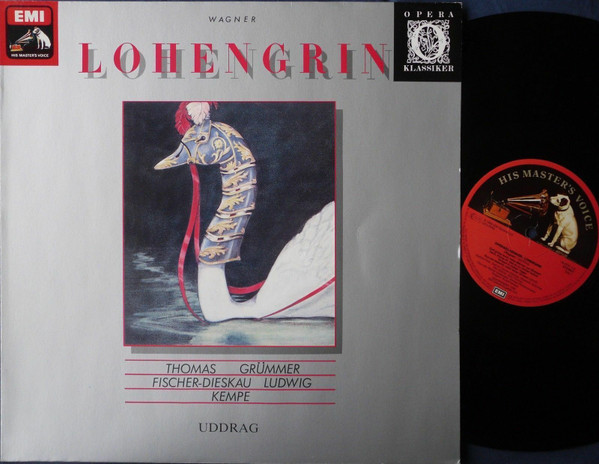 EMI
HIS MASTER'S VOICE
WAGNER
LOHENGRIN
OPERA
KLASSIKER
THOMAS GRÜMMER
FISCHER-DIESKAU LUDWIG
KEMPE
UDDRAG
HIS MASTER'S VOICE
EMI